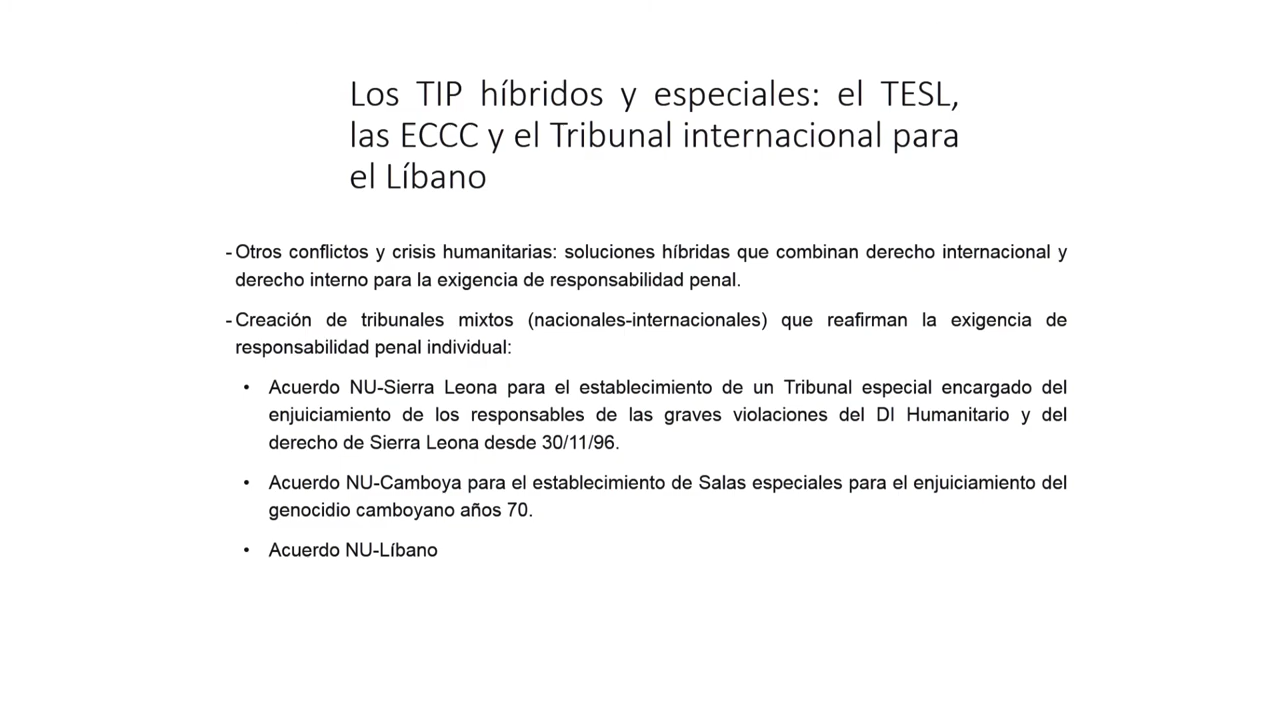 Los TIP híbridos y especiales: el TESL,
las ECCC y el Tribunal internacional para
el Líbano
- Otros conflictos y crisis humanitarias: soluciones híbridas que combinan derecho internacional y
derecho interno para la exigencia de responsabilidad penal.
- Creación de tribunales mixtos (nacionales-internacionales) que reafirman la exigencia de
responsabilidad penal individual:
• Acuerdo NU-Sierra Leona para el establecimiento de un Tribunal especial encargado del
enjuiciamiento de los responsables de las graves violaciones del DI Humanitario y del
derecho de Sierra Leona desde 30/11/96.
• Acuerdo NU-Camboya para el establecimiento de Salas especiales para el enjuiciamiento del
genocidio camboyano años 70.
• Acuerdo NU-Líbano